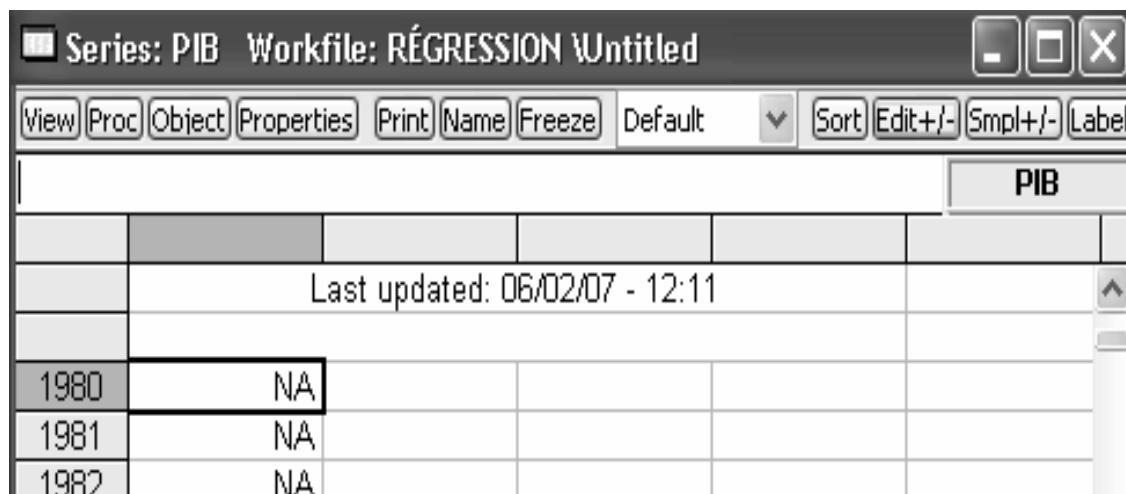 Series: PIB Workfile: RÉGRESSION \Untitled
View Proc Object Properties Print Name Freeze Default Sort Edit+/- Smpl+/- Label
PIB
Last updated: 06/02/07 - 12:11
1980 NA
1981 NA
1982 NA